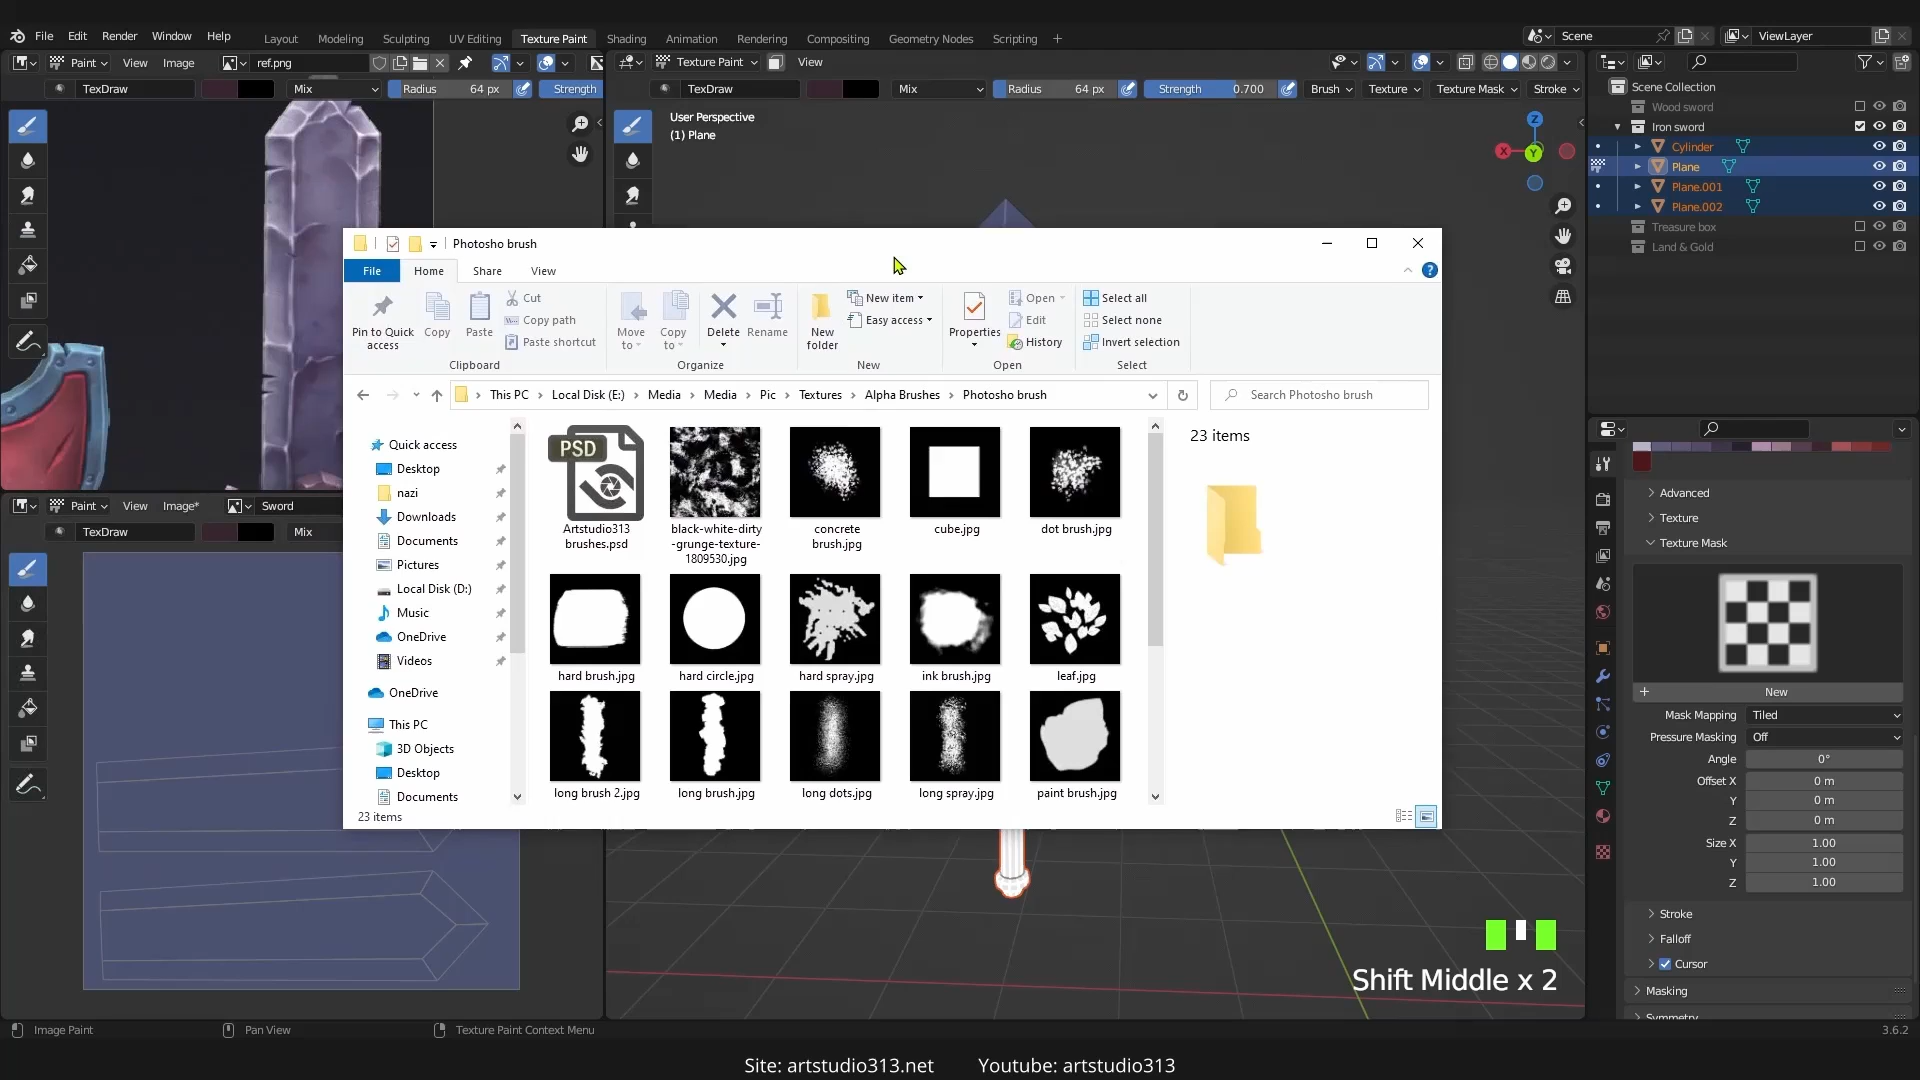 File Edit Render Window Help Layout Modeling Sculpting UV Editing Texture Paint Shading Animation Rendering Compositing Geometry Nodes Scripting + Scene ViewLayer
Paint View Image ref.png Texture Paint View
TexDraw Mix Radius 64 px Strength TexDraw Mix Radius 64 px Strength 0.700 Brush Texture Texture Mask Stroke
User Perspective
(1) Plane
Z
X
Y
Scene Collection
Wood sword
Iron sword
Cylinder
Plane
Plane.001
Plane.002
Treasure box
Land & Gold
Photosho brush
File Home Share View
Pin to Quick access
Copy
Paste
Cut
Copy path
Paste shortcut
Clipboard
Move to
Copy to
Delete
Rename
Organize
New folder
New item
Easy access
New
Properties
Open
Edit
History
Open
Select all
Select none
Invert selection
Select
This PC Local Disk (E:) Media Media Pic Textures Alpha Brushes Photosho brush
Search Photosho brush
Quick access
Desktop
nazi
Downloads
Documents
Pictures
Local Disk (D:)
Music
OneDrive
Videos
OneDrive
This PC
3D Objects
Desktop
Documents
PSD
Artstudio313 brushes.psd
black-white-dirty-grunge-texture-1809530.jpg
concrete brush.jpg
cube.jpg
dot brush.jpg
hard brush.jpg
hard circle.jpg
hard spray.jpg
ink brush.jpg
leaf.jpg
long brush 2.jpg
long brush.jpg
long dots.jpg
long spray.jpg
paint brush.jpg
23 items
23 items
Paint View Image* Sword
TexDraw Mix
Advanced
Texture
Texture Mask
New
Mask Mapping Tiled
Pressure Masking Off
Angle 0°
Offset X 0 m
Y 0 m
Z 0 m
Size X 1.00
Y 1.00
Z 1.00
Stroke
Falloff
Cursor
Masking
Symmetry
Shift Middle x 2
Image Paint Pan View Texture Paint Context Menu 3.6.2
Site: artstudio313.net Youtube: artstudio313